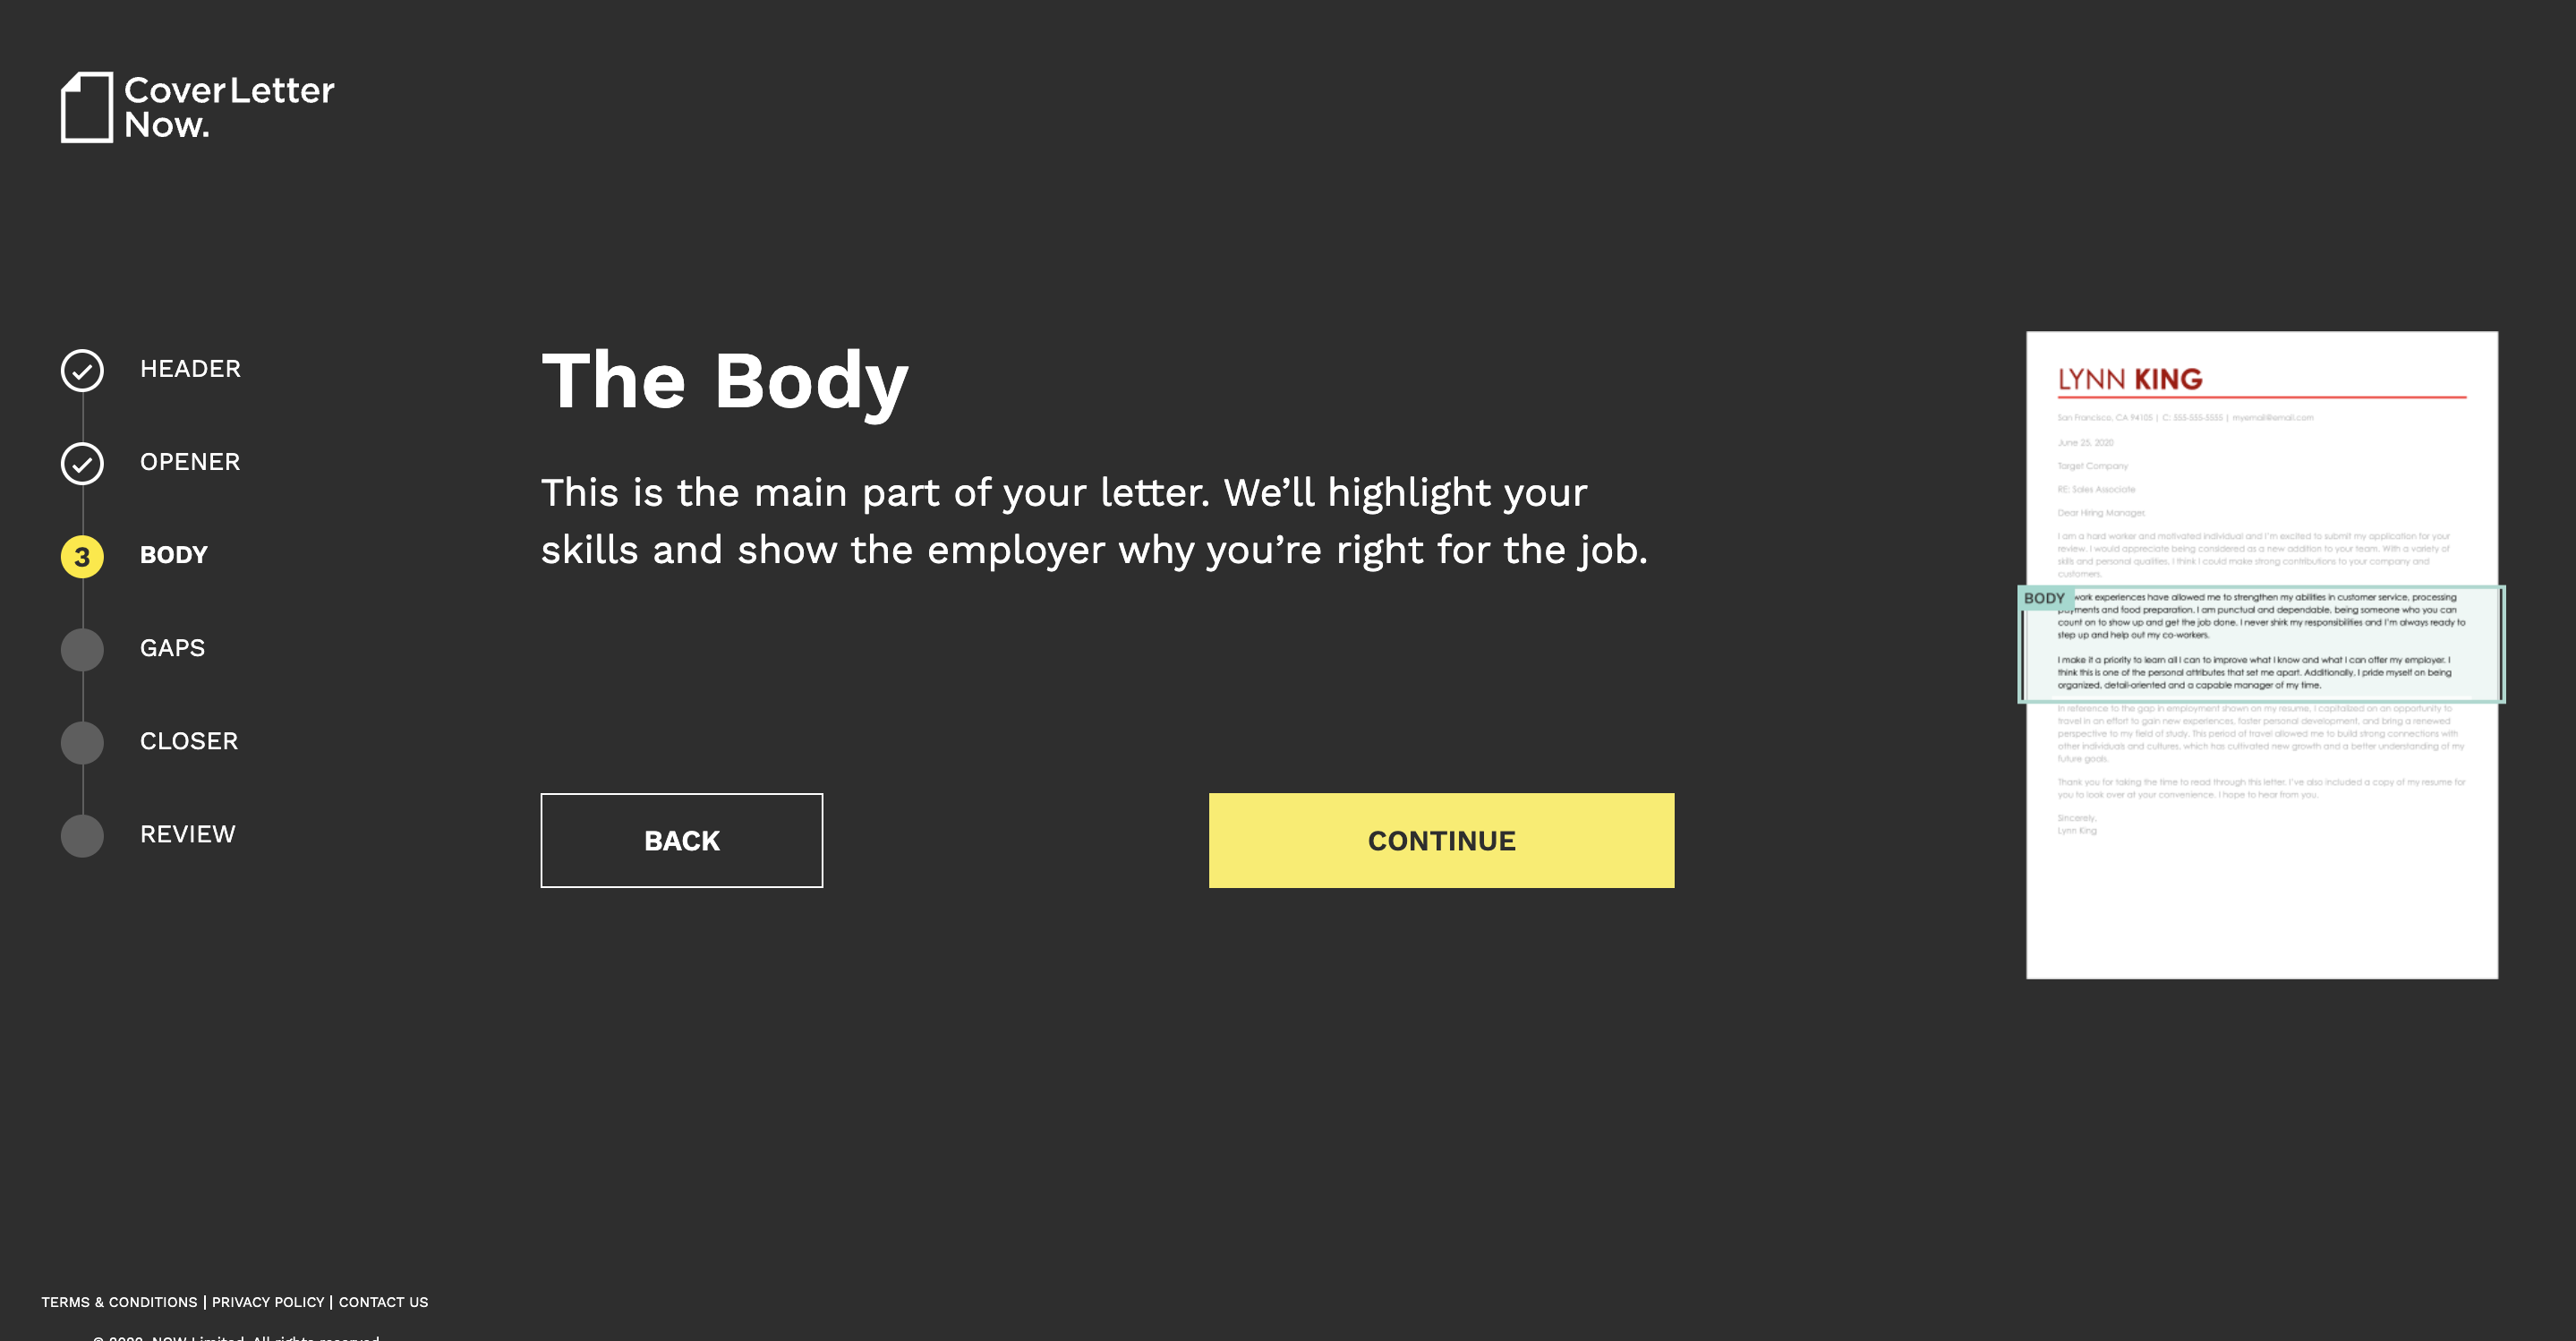 CoverLetter
Now.
HEADER
OPENER
3 BODY
GAPS
CLOSER
REVIEW
The Body
This is the main part of your letter. We’ll highlight your
skills and show the employer why you’re right for the job.
BACK
CONTINUE
LYNN KING
San Francisco, CA 94105 | C: 555-555-5555 | myemail@email.com
June 25, 2020
Target Company
RE: Sales Associate
Dear Hiring Manager,
I am a hard worker and motivated individual and I’m excited to submit my application for your
review. I would appreciate being considered as a new addition to your team. With a variety of
skills and personal qualities, I think I could make strong contributions to your company and
customers.
BODY
work experiences have allowed me to strengthen my abilities in customer service, processing
payments and food preparation. I am punctual and dependable, being someone who you can
count on to show up and get the job done. I never shirk my responsibilities and I’m always ready to
step up and help out my co-workers.
I make it a priority to learn all I can to improve what I know and what I can offer my employer. I
think this is one of the personal attributes that set me apart. Additionally, I pride myself on being
organized, detail-oriented and a capable manager of my time.
In reference to the gap in employment shown on my resume, I capitalized on an opportunity to
travel in an effort to gain new experiences, foster personal development, and bring a renewed
perspective to my field of study. This period of travel allowed me to build strong connections with
other individuals and cultures, which has cultivated new growth and a better understanding of my
future goals.
Thank you for taking the time to read through this letter. I’ve also included a copy of my resume for
you to look over at your convenience. I hope to hear from you.
Sincerely,
Lynn King
TERMS & CONDITIONS | PRIVACY POLICY | CONTACT US
NOW Limited. All rights reserved